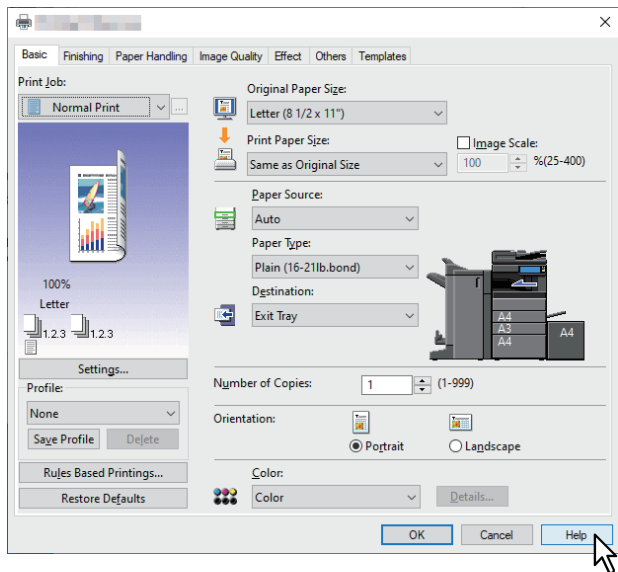 Basic Finishing Paper Handling Image Quality Effect Others Templates
Print Job:
Normal Print ...
100%
Letter
1.2.3 1.2.3
Settings...
Profile:
None
Save Profile Delete
Rules Based Printings...
Restore Defaults
Original Paper Size:
Letter (8 1/2 x 11")
Print Paper Size:
Same as Original Size
Image Scale:
100 %(25-400)
Paper Source:
Auto
Paper Type:
Plain (16-21lb.bond)
Destination:
Exit Tray
A4
A3
A4
A4
Number of Copies: 1 (1-999)
Orientation:
Portrait Landscape
Color:
Color Details...
OK Cancel Help